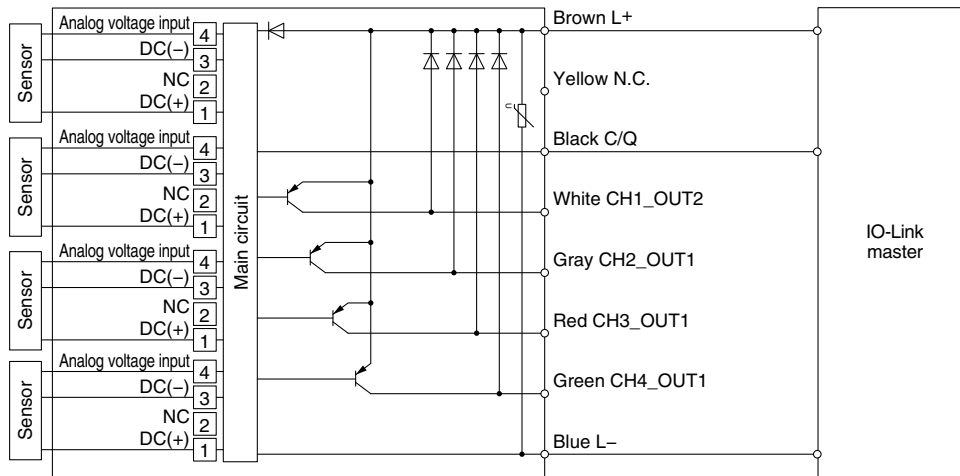 Sensor
Analog voltage input 4
DC(−) 3
NC 2
DC(+) 1
Sensor
Analog voltage input 4
DC(−) 3
NC 2
DC(+) 1
Sensor
Analog voltage input 4
DC(−) 3
NC 2
DC(+) 1
Sensor
Analog voltage input 4
DC(−) 3
NC 2
DC(+) 1
Main circuit
Brown L+
Yellow N.C.
Black C/Q
White CH1_OUT2
Gray CH2_OUT1
Red CH3_OUT1
Green CH4_OUT1
Blue L−
IO-Link
master